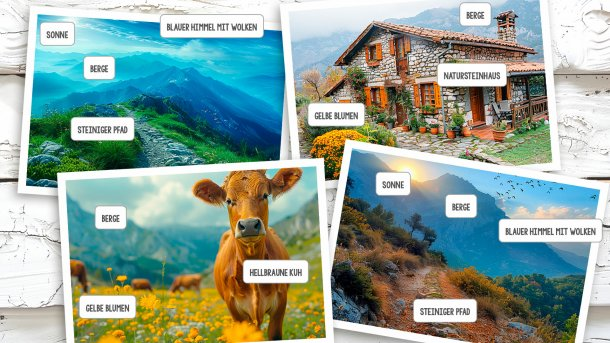 SONNE
BLAUER HIMMEL MIT WOLKEN
BERGE
STEINIGER PFAD
BERGE
NATURSTEINHAUS
GELBE BLUMEN
BERGE
HELLBRAUNE KUH
GELBE BLUMEN
SONNE
BERGE
BLAUER HIMMEL MIT WOLKEN
STEINIGER PFAD